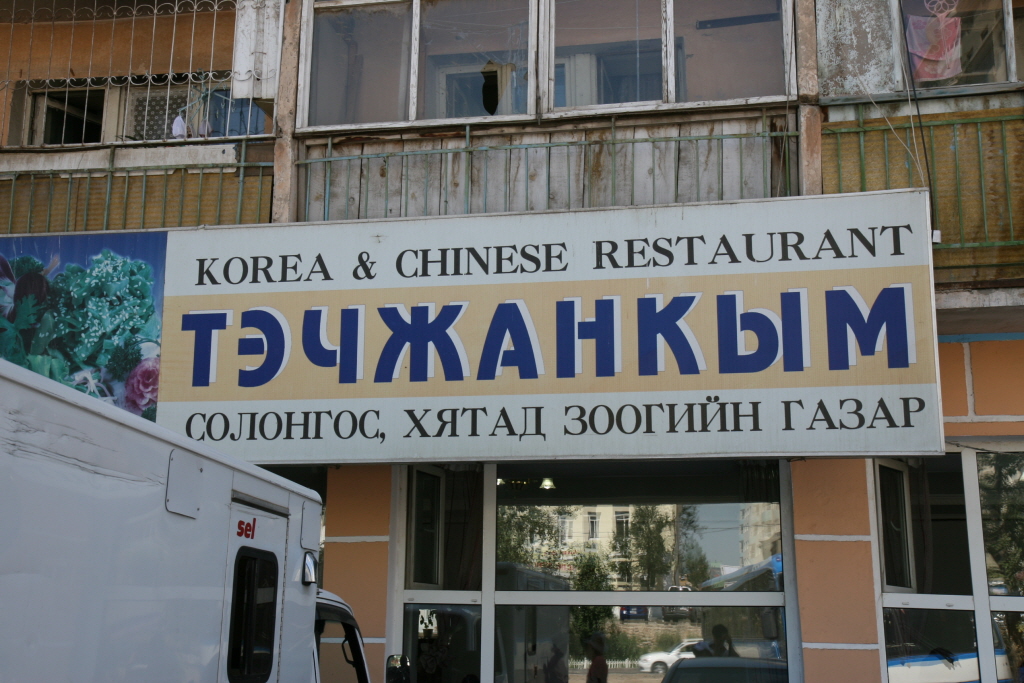 KOREA & CHINESE RESTAURANT
ТЭЧЖАНКЫМ
СОЛОНГОС, ХЯТАД ЗООГИЙН ГАЗАР
sel